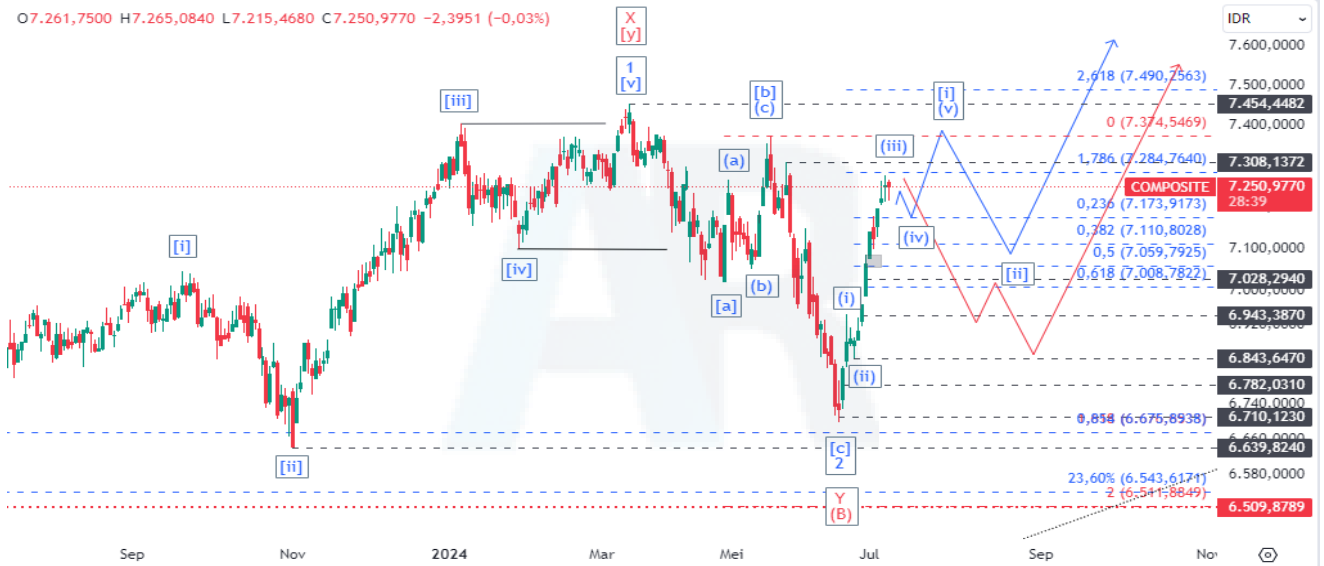 O7.261,7500 H7.265,0840 L7.215,4680 C7.250,9770 −2,3951 (−0,03%)
IDR
X
[y]
1
[v]
[iii]
[b]
(c)
[i]
(v)
(a)
(iii)
[i]
[iv]
[a]
(b)
(i)
(ii)
(iv)
[ii]
[ii]
[c]
2
Y
(B)
7.600,0000
2,618 (7.490,2563)
7.500,0000
7.454,4482
0 (7.374,5469)
7.400,0000
7.308,1372
1,786 (7.284,7640)
COMPOSITE
7.250,9770
28:39
0,236 (7.173,9173)
0,382 (7.110,8028)
7.100,0000
0,5 (7.059,7925)
0,618 (7.008,7822)
7.028,2940
7.000,0000
6.943,3870
6.843,6470
6.782,0310
6.740,0000
6.710,1230
6.639,8240
6.580,0000
23,60% (6.543,6171)
2 (6.511,8849)
6.509,8789
Sep
Nov
2024
Mar
Mei
Jul
Sep